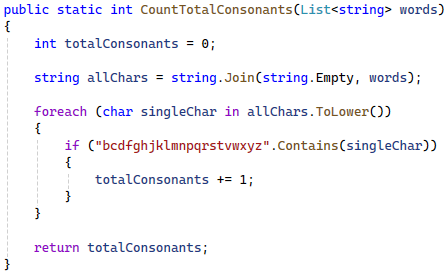 public static int CountTotalConsonants(List<string> words)
{
int totalConsonants = 0;
string allChars = string.Join(string.Empty, words);
foreach (char singleChar in allChars.ToLower())
{
if ("bcdfghjklmnpqrstvwxyz".Contains(singleChar))
{
totalConsonants += 1;
}
}
return totalConsonants;
}